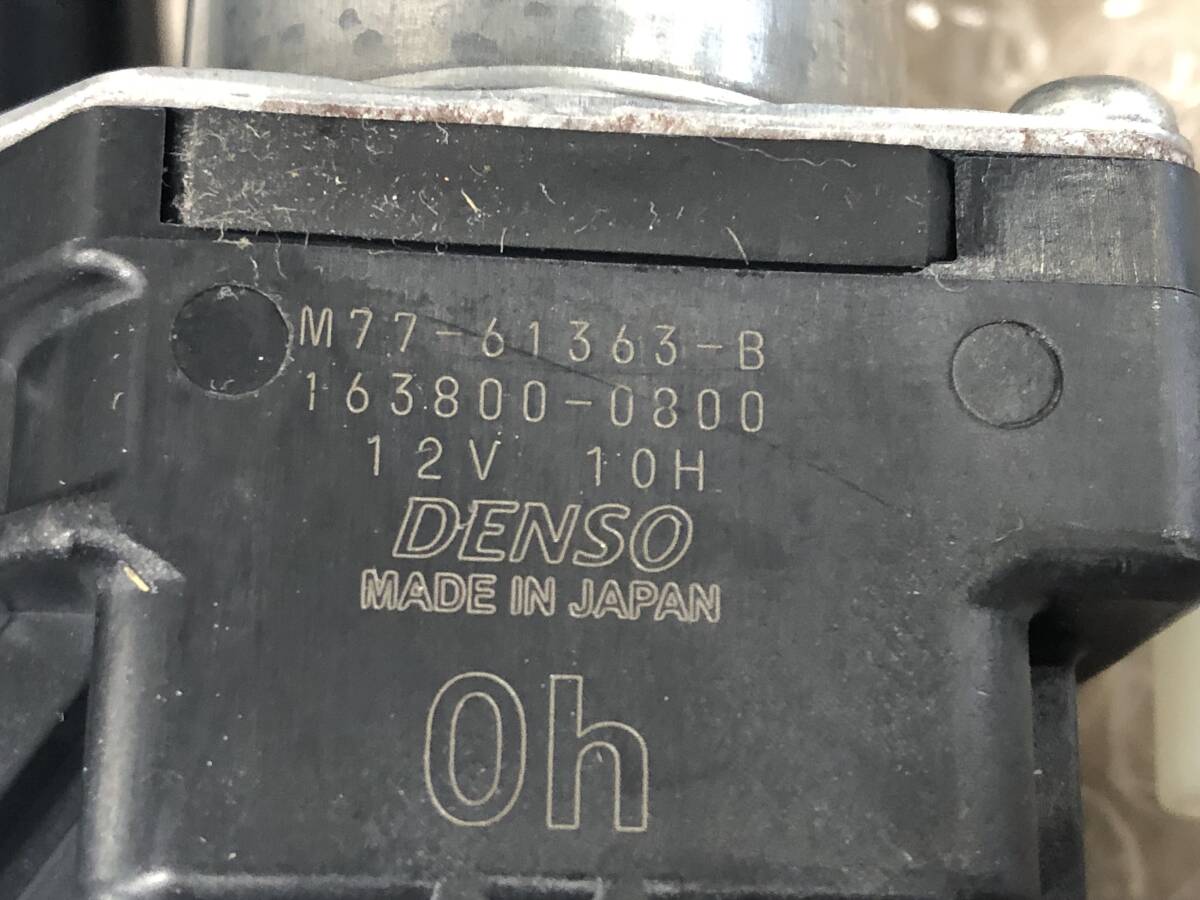 M77-61363-B
163800-0800
12V 10H
DENSO
MADE IN JAPAN
0h